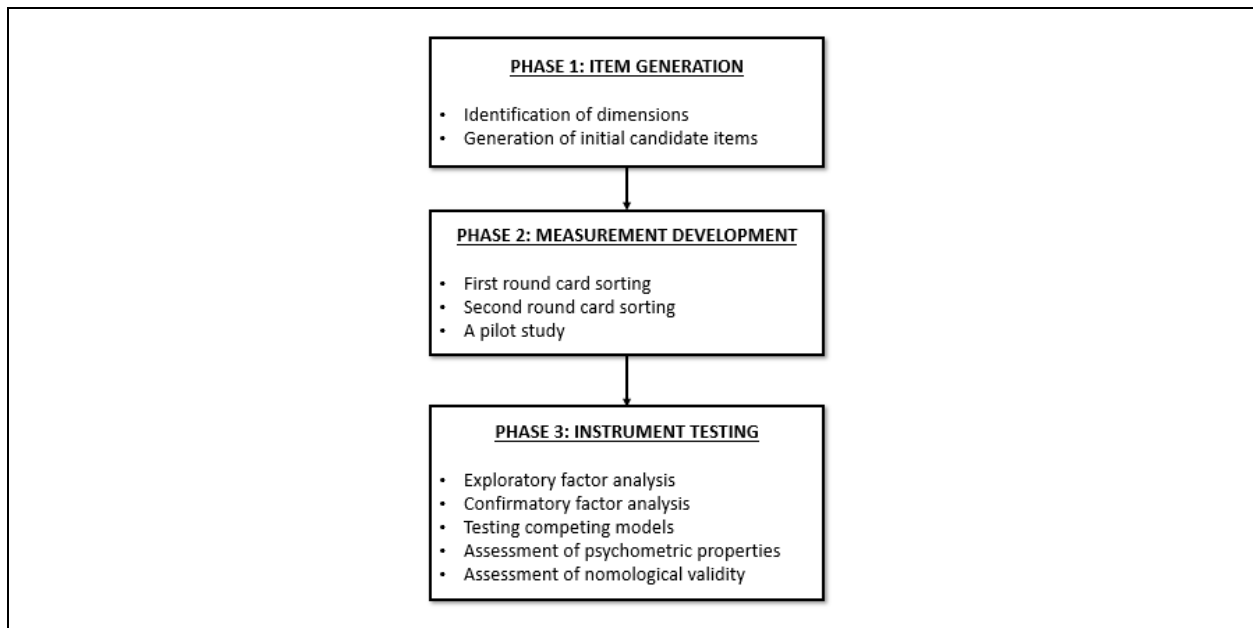 PHASE 1: ITEM GENERATION
• Identification of dimensions
• Generation of initial candidate items
PHASE 2: MEASUREMENT DEVELOPMENT
• First round card sorting
• Second round card sorting
• A pilot study
PHASE 3: INSTRUMENT TESTING
• Exploratory factor analysis
• Confirmatory factor analysis
• Testing competing models
• Assessment of psychometric properties
• Assessment of nomological validity